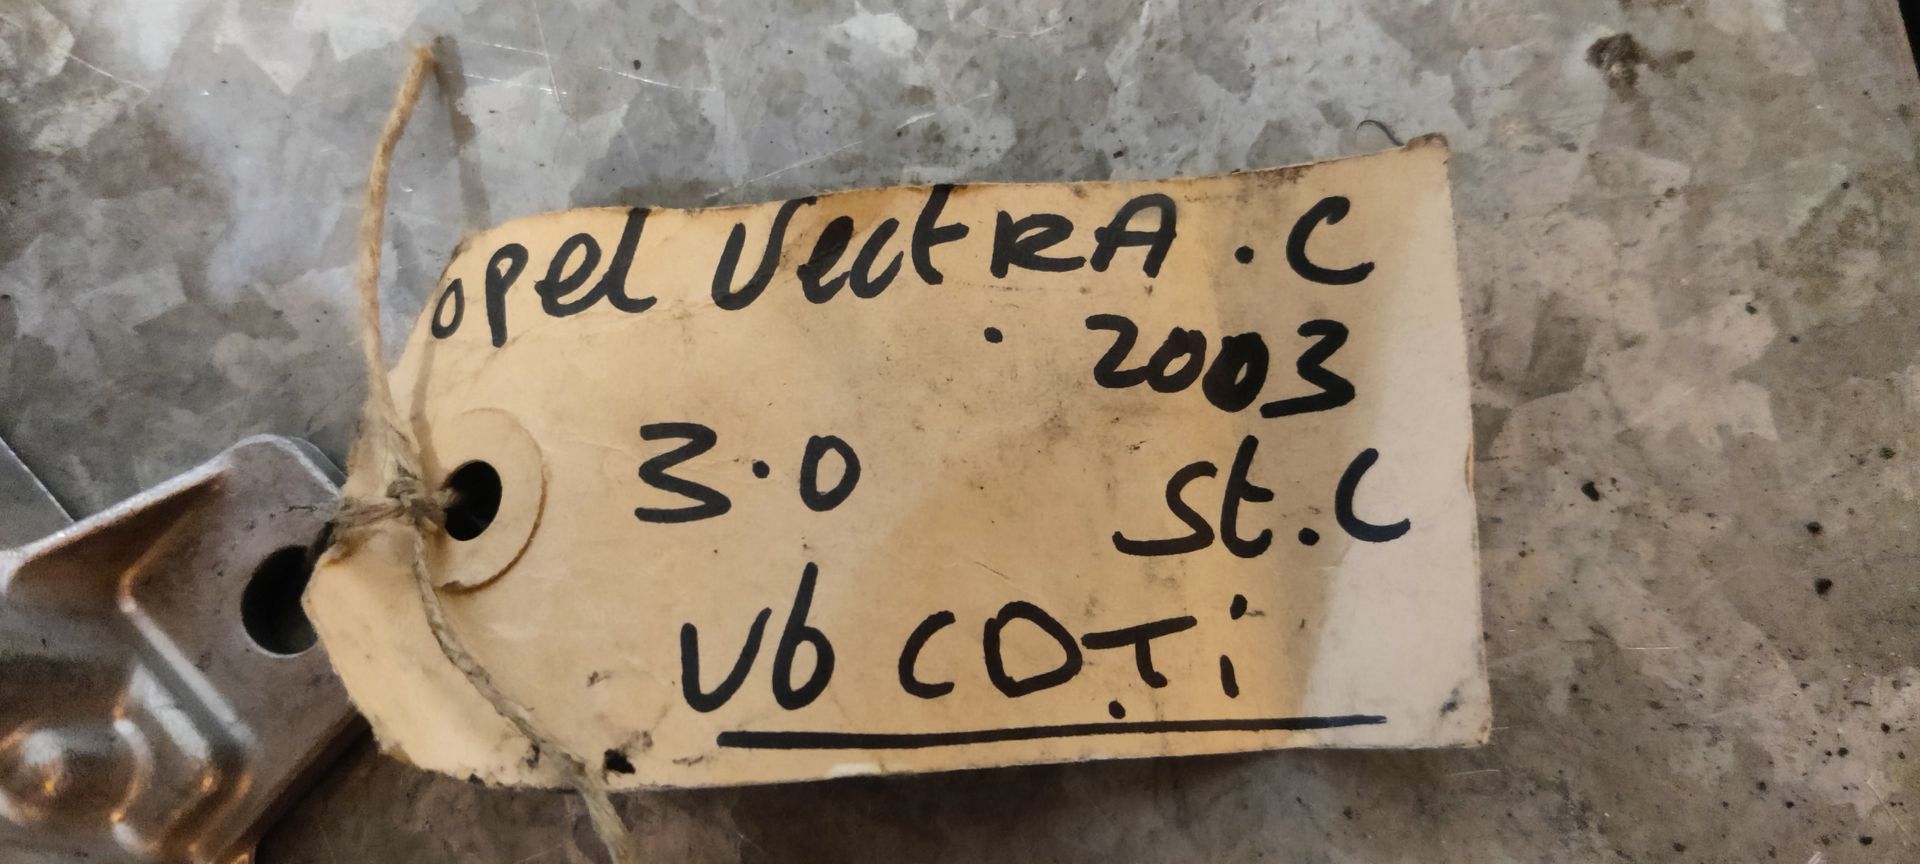 opel VectRA . C
. 2003
3.0
st. C
V6 CDTi